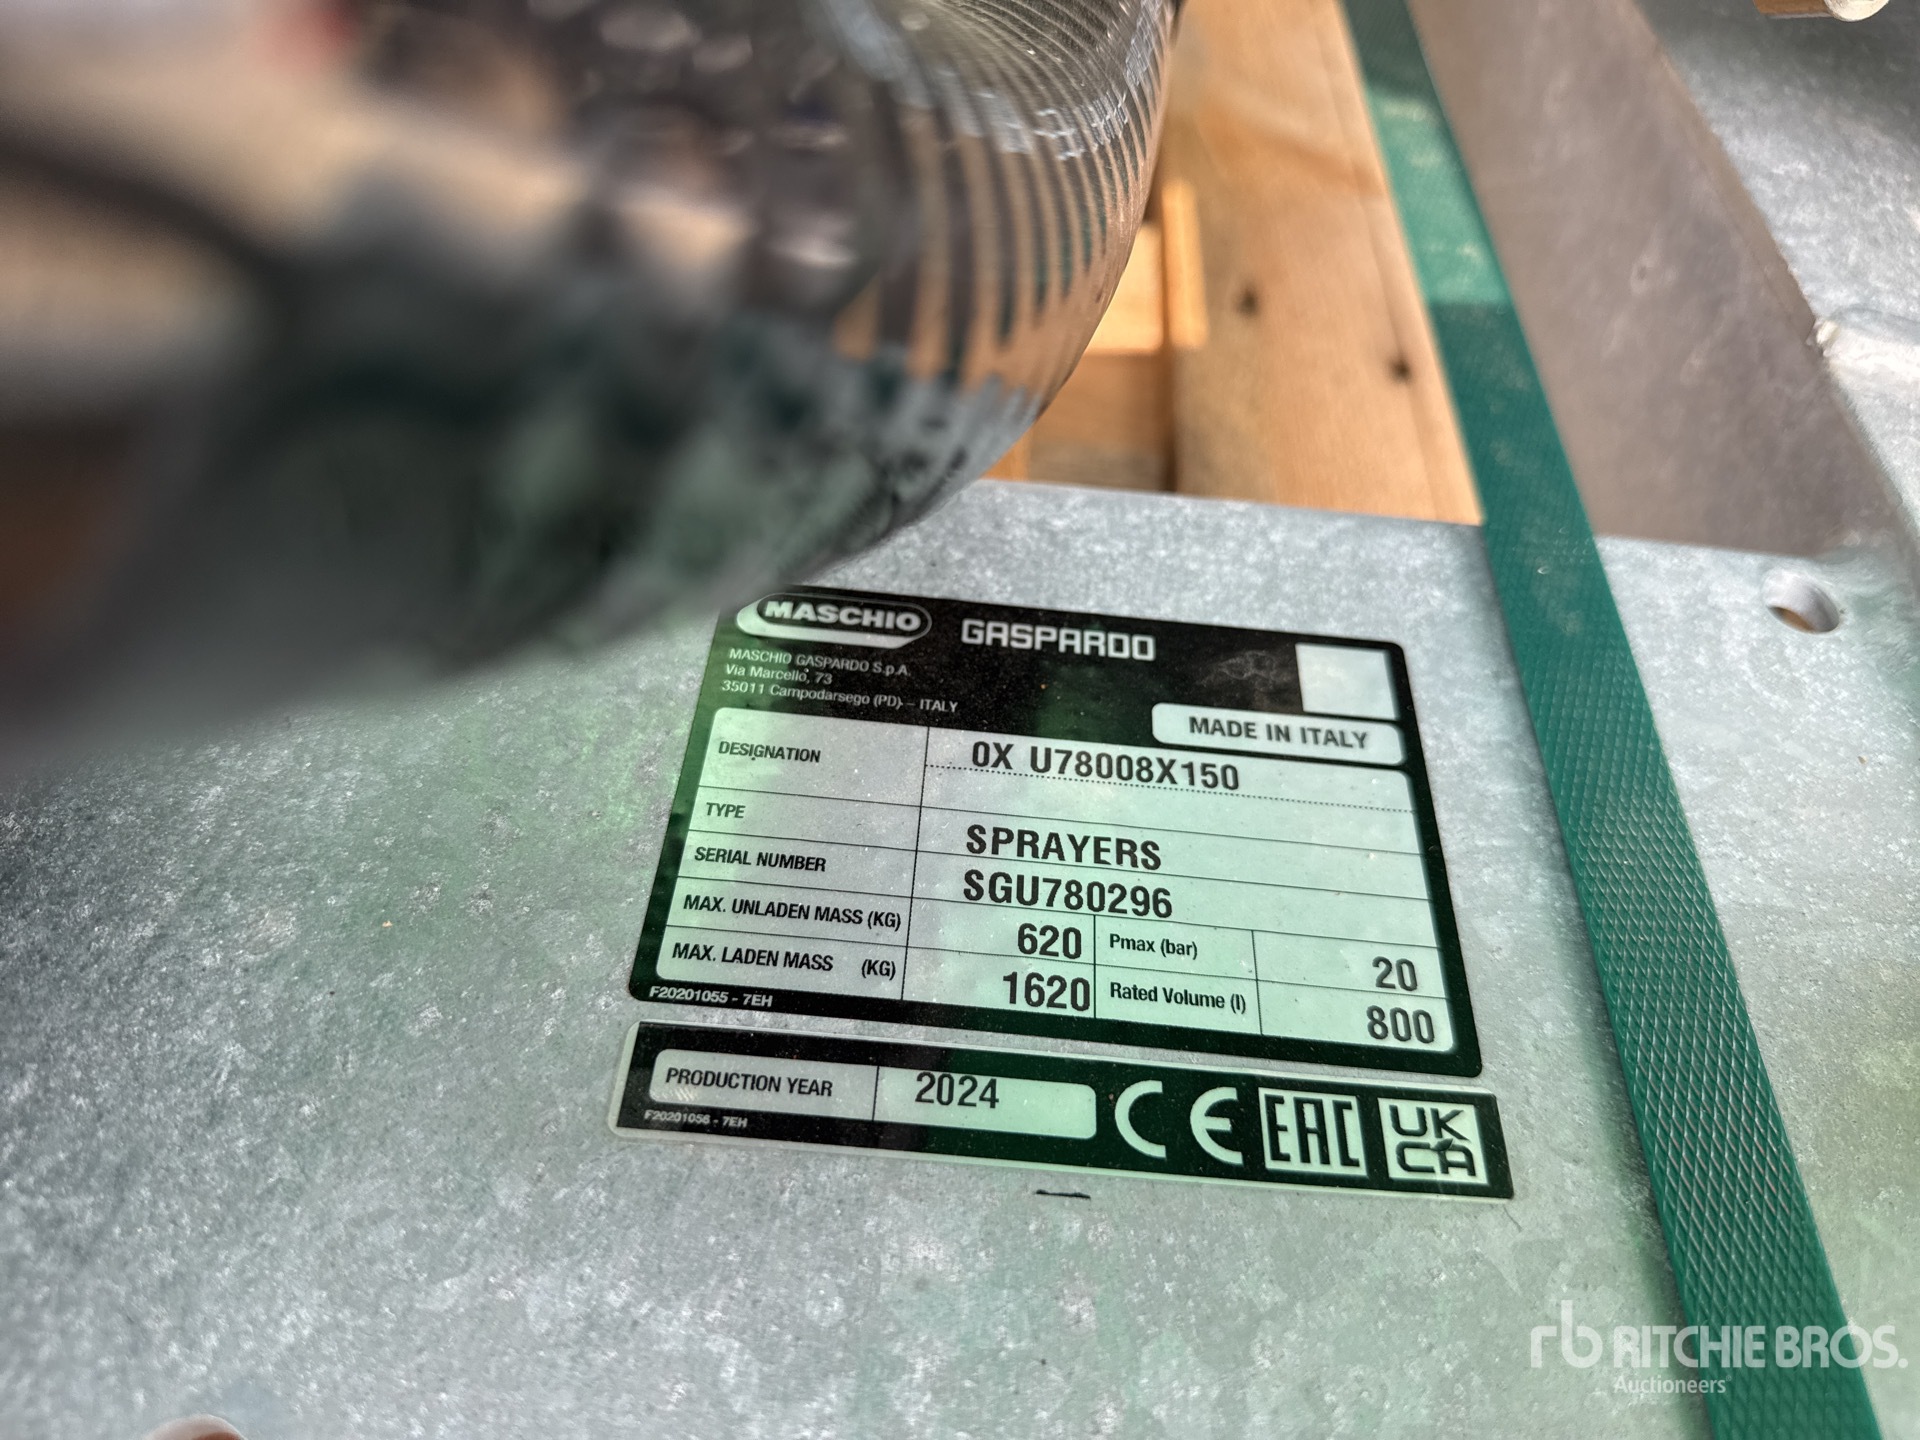 MASCHIO GASPARDO
MASCHIO GASPARDO S.p.A.
Via Marcello, 73
35011 Campodarsego (PD) - ITALY
MADE IN ITALY
DESIGNATION 0X U78008X150
TYPE SPRAYERS
SERIAL NUMBER SGU780296
MAX. UNLADEN MASS (KG) 620 Pmax (bar) 20
MAX. LADEN MASS (KG) 1620 Rated Volume (l) 800
F20201055 - 7EH
PRODUCTION YEAR 2024 CE EAC UK CA
F20201056 - 7EH
rb RITCHIE BROS.
Auctioneers